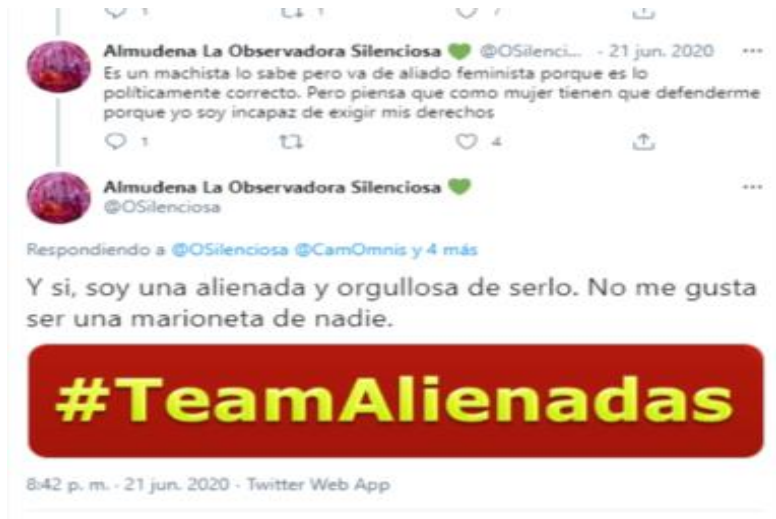 Almudena La Observadora Silenciosa 💚 @OSilenci... · 21 jun. 2020 ···
Es un machista lo sabe pero va de aliado feminista porque es lo
políticamente correcto. Pero piensa que como mujer tienen que defenderme
porque yo soy incapaz de exigir mis derechos
1 4
Almudena La Observadora Silenciosa 💚 ···
@OSilenciosa
Respondiendo a @OSilenciosa @CamOmnis y 4 más
Y si, soy una alienada y orgullosa de serlo. No me gusta
ser una marioneta de nadie.
#TeamAlienadas
8:42 p. m. · 21 jun. 2020 · Twitter Web App